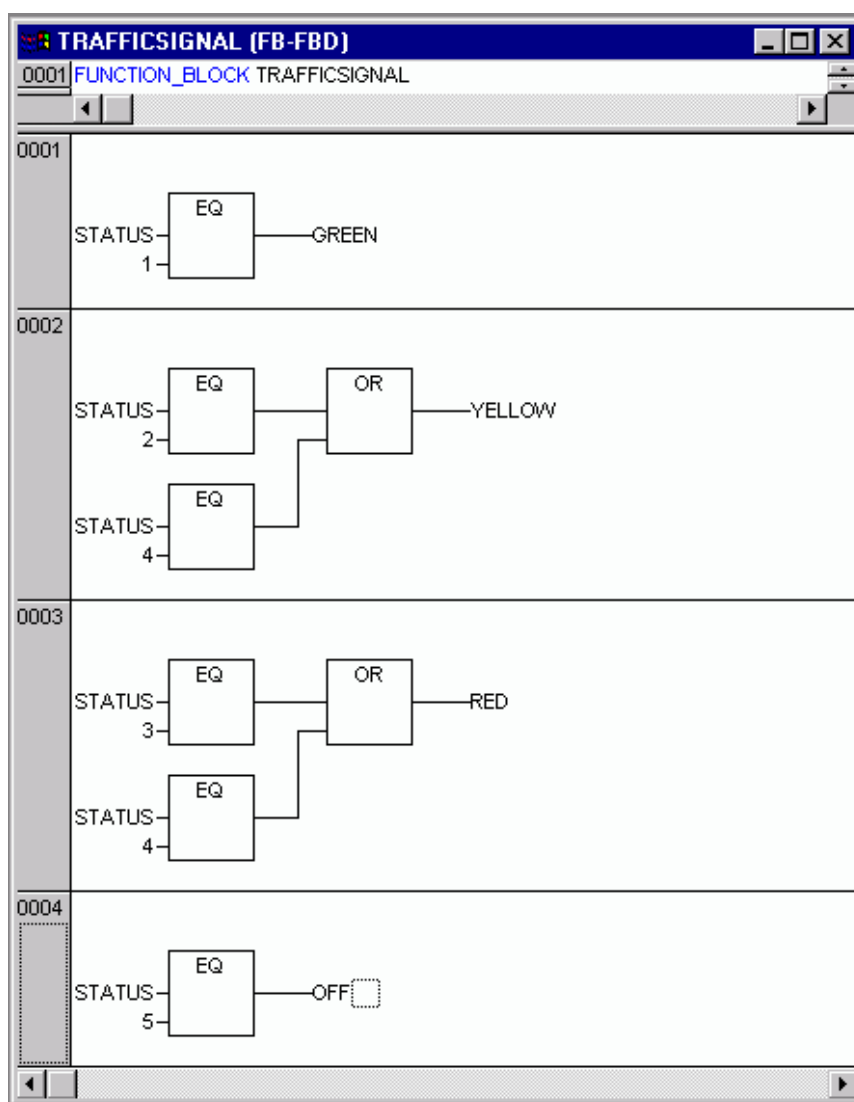 TRAFFICSIGNAL (FB-FBD)
0001 FUNCTION_BLOCK TRAFFICSIGNAL
0001
EQ
STATUS GREEN
1
0002
EQ OR
STATUS YELLOW
2
EQ
STATUS
4
0003
EQ OR
STATUS RED
3
EQ
STATUS
4
0004
EQ
STATUS OFF
5